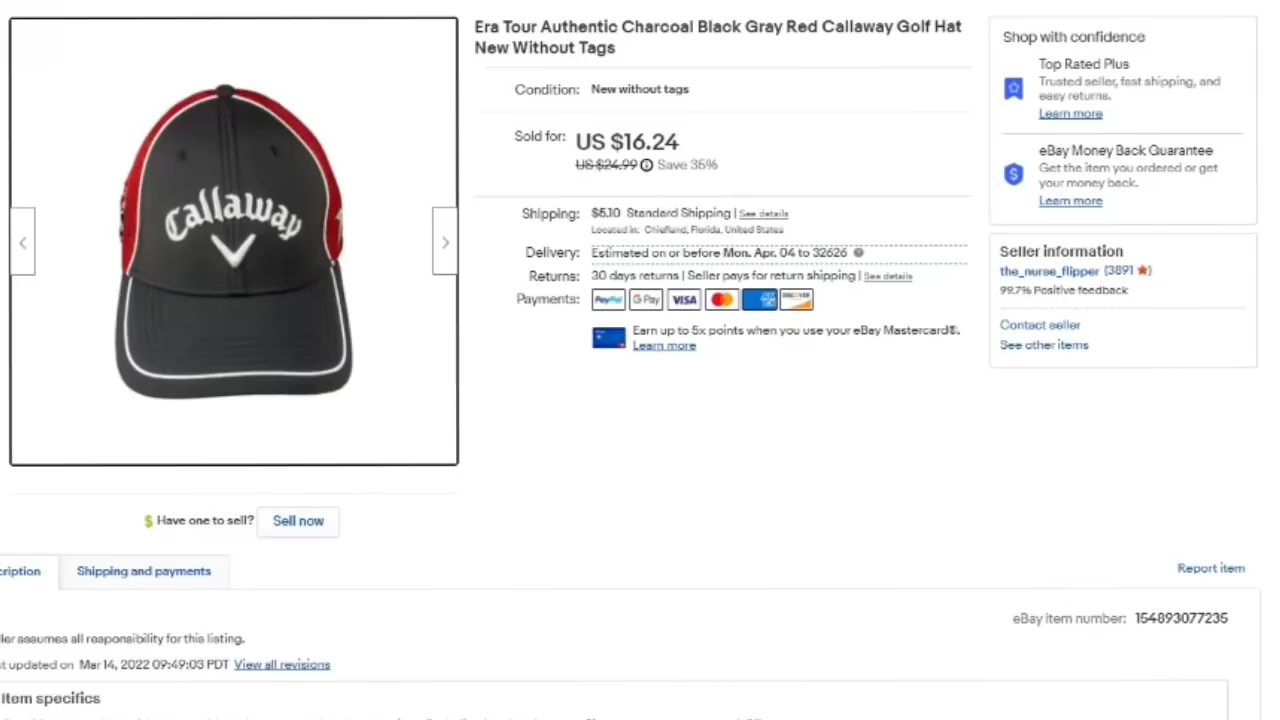 Era Tour Authentic Charcoal Black Gray Red Callaway Golf Hat
New Without Tags
Condition: New without tags
Sold for: US $16.24
US $24.99 Save 35%
Shipping: $5.10 Standard Shipping | See details
Located in: Chiefland, Florida, United States
Delivery: Estimated on or before Mon. Apr. 04 to 32626
Returns: 30 days returns | Seller pays for return shipping | See details
Payments: PayPal G Pay VISA DISCOVER
Earn up to 5x points when you use your eBay Mastercard®.
Learn more
Callaway
Shop with confidence
Top Rated Plus
Trusted seller, fast shipping, and
easy returns.
Learn more
eBay Money Back Guarantee
Get the item you ordered or get
your money back.
Learn more
Seller information
the_nurse_flipper (3891)
99.7% Positive feedback
Contact seller
See other items
$ Have one to sell? Sell now
cription
Shipping and payments
Report item
eBay item number: 154893077235
ller assumes all responsibility for this listing.
t updated on Mar 14, 2022 09:49:03 PDT View all revisions
Item specifics